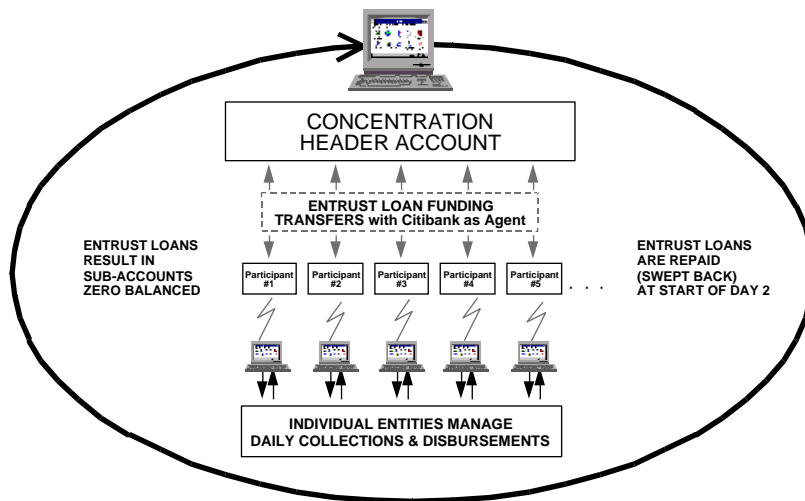 CONCENTRATION
HEADER ACCOUNT
ENTRUST LOAN FUNDING
TRANSFERS with Citibank as Agent
ENTRUST LOANS
RESULT IN
SUB-ACCOUNTS
ZERO BALANCED
Participant
#1
Participant
#2
Participant
#3
Participant
#4
Participant
#5
. . .
ENTRUST LOANS
ARE REPAID
(SWEPT BACK)
AT START OF DAY 2
INDIVIDUAL ENTITIES MANAGE
DAILY COLLECTIONS & DISBURSEMENTS